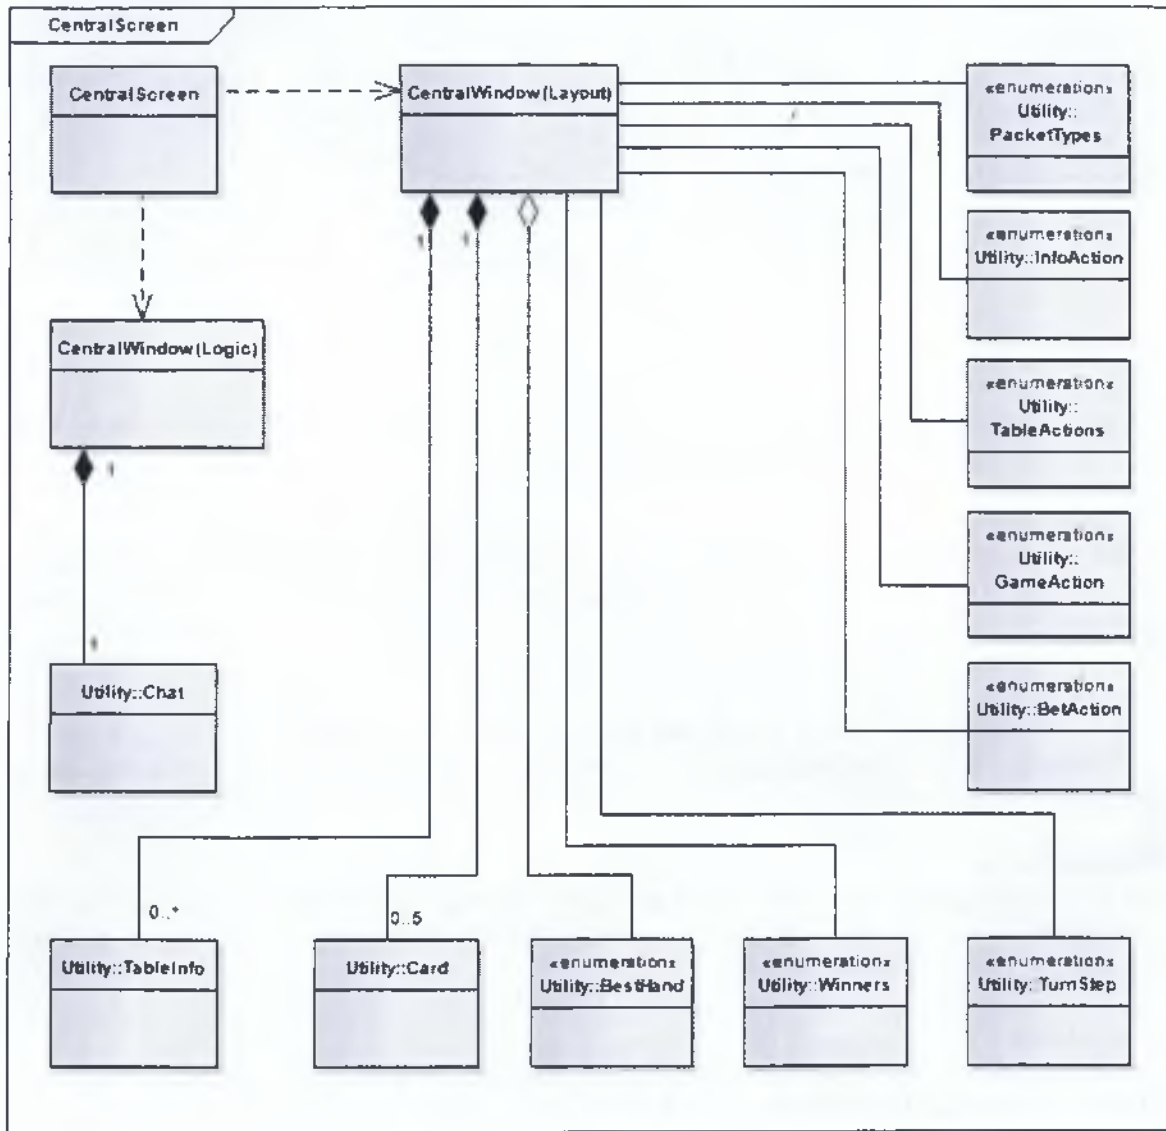 CentralScreen
CentralScreen
CentralWindow(Layout)
«enumeration»
Utility::
PacketTypes
«enumeration»
Utility::InfoAction
1
1
CentralWindow(Logic)
«enumeration»
Utility::
TableActions
1
«enumeration»
Utility::
GameAction
1
Utility::Chat
«enumeration»
Utility::BetAction
0..*
0..5
Utility::TableInfo
Utility::Card
«enumeration»
Utility::BestHand
«enumeration»
Utility::Winners
«enumeration»
Utility::TurnStep